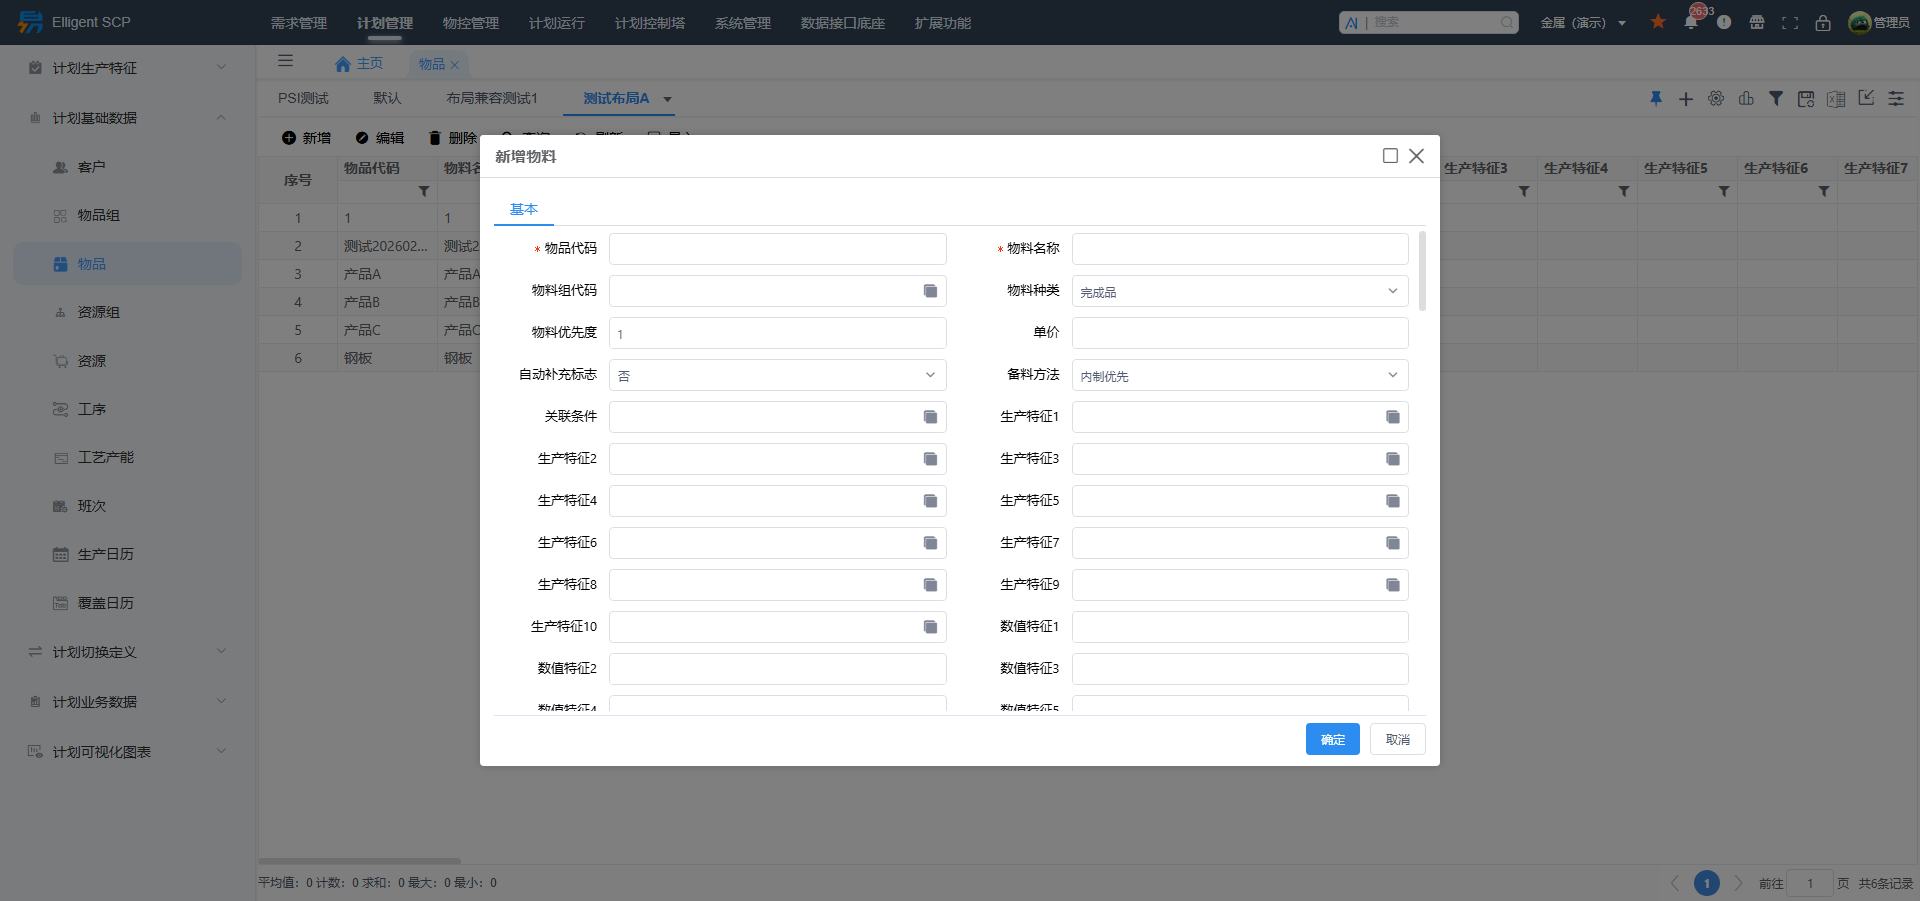 Elligent SCP
需求管理 计划管理 物控管理 计划运行 计划控制塔 系统管理 数据接口底座 扩展功能
AI | 搜索
金属（演示）
2633
管理员
计划生产特征
计划基础数据
客户
物品组
物品
资源组
资源
工序
工艺产能
班次
生产日历
覆盖日历
计划切换定义
计划业务数据
计划可视化图表
主页 物品
PSI测试 默认 布局兼容测试1 测试布局A
新增 编辑 删除
序号 物品代码 生产特征3 生产特征4 生产特征5 生产特征6 生产特征7
1 1 1
2 测试202602...
3 产品A 产品A
4 产品B 产品B
5 产品C
6 钢板 钢板
新增物料
基本
* 物品代码 * 物料名称
物料组代码 物料种类 完成品
物料优先度 1 单价
自动补充标志 否 备料方法 内制优先
关联条件 生产特征1
生产特征2 生产特征3
生产特征4 生产特征5
生产特征6 生产特征7
生产特征8 生产特征9
生产特征10 数值特征1
数值特征2 数值特征3
数值特征4 数值特征5
确定 取消
平均值：0 计数：0 求和：0 最大：0 最小：0
1 前往 1 页 共6条记录